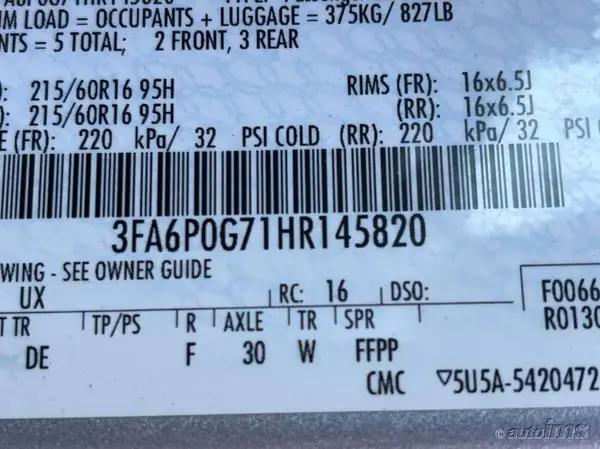 UM LOAD = OCCUPANTS + LUGGAGE = 375KG/ 827LB
NTS = 5 TOTAL; 2 FRONT, 3 REAR
): 215/60R16 95H RIMS (FR): 16x6.5J
): 215/60R16 95H (RR): 16x6.5J
E (FR): 220 kPa/ 32 PSI COLD (RR): 220 kPa/ 32 PSI CO
3FA6P0G71HR145820
WING - SEE OWNER GUIDE
UX RC: 16 DSO: F0066
T TR TP/PS R AXLE TR SPR R0130
DE F 30 W FFPP
CMC ▽5U5A-5420472
© autoims